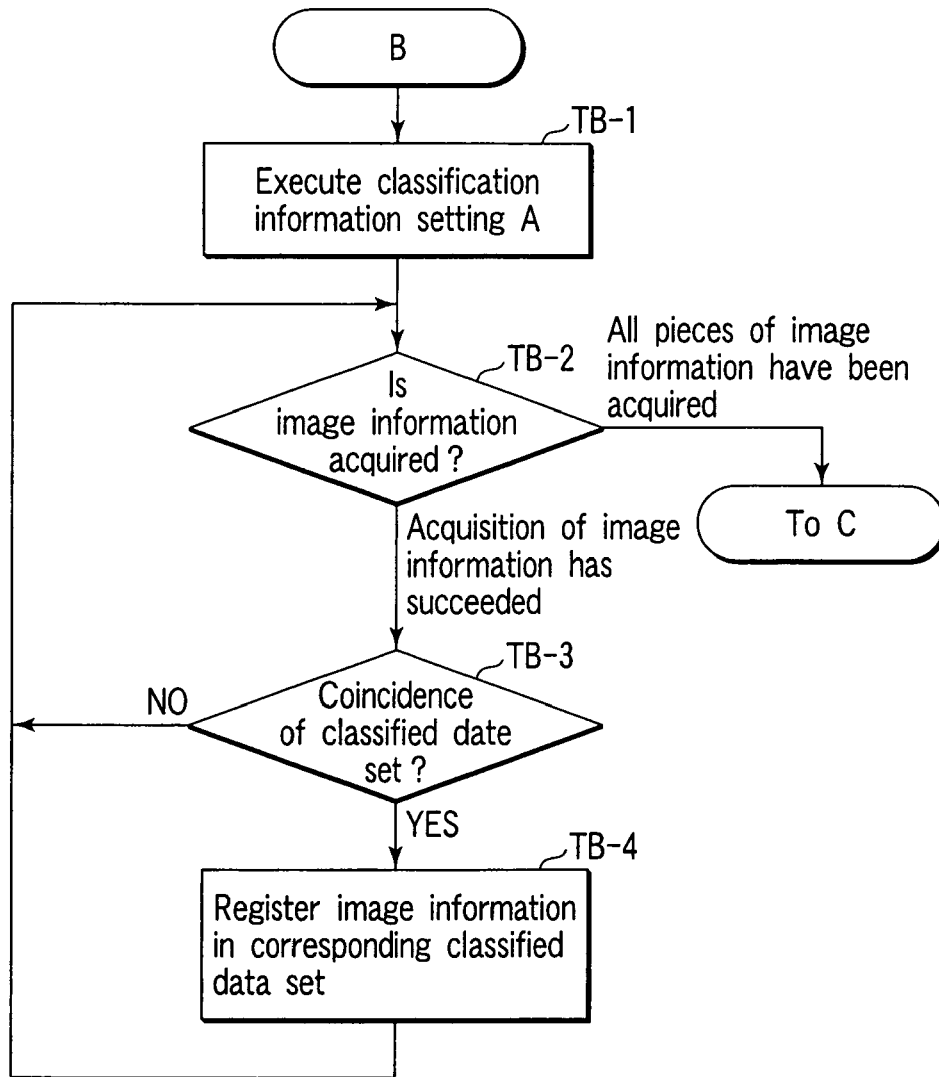 B
TB-1
Execute classification
information setting A
TB-2
Is
image information
acquired ?
All pieces of image
information have been
acquired
To C
Acquisition of image
information has
succeeded
TB-3
Coincidence
of classified date
set ?
NO
YES
TB-4
Register image information
in corresponding classified
data set